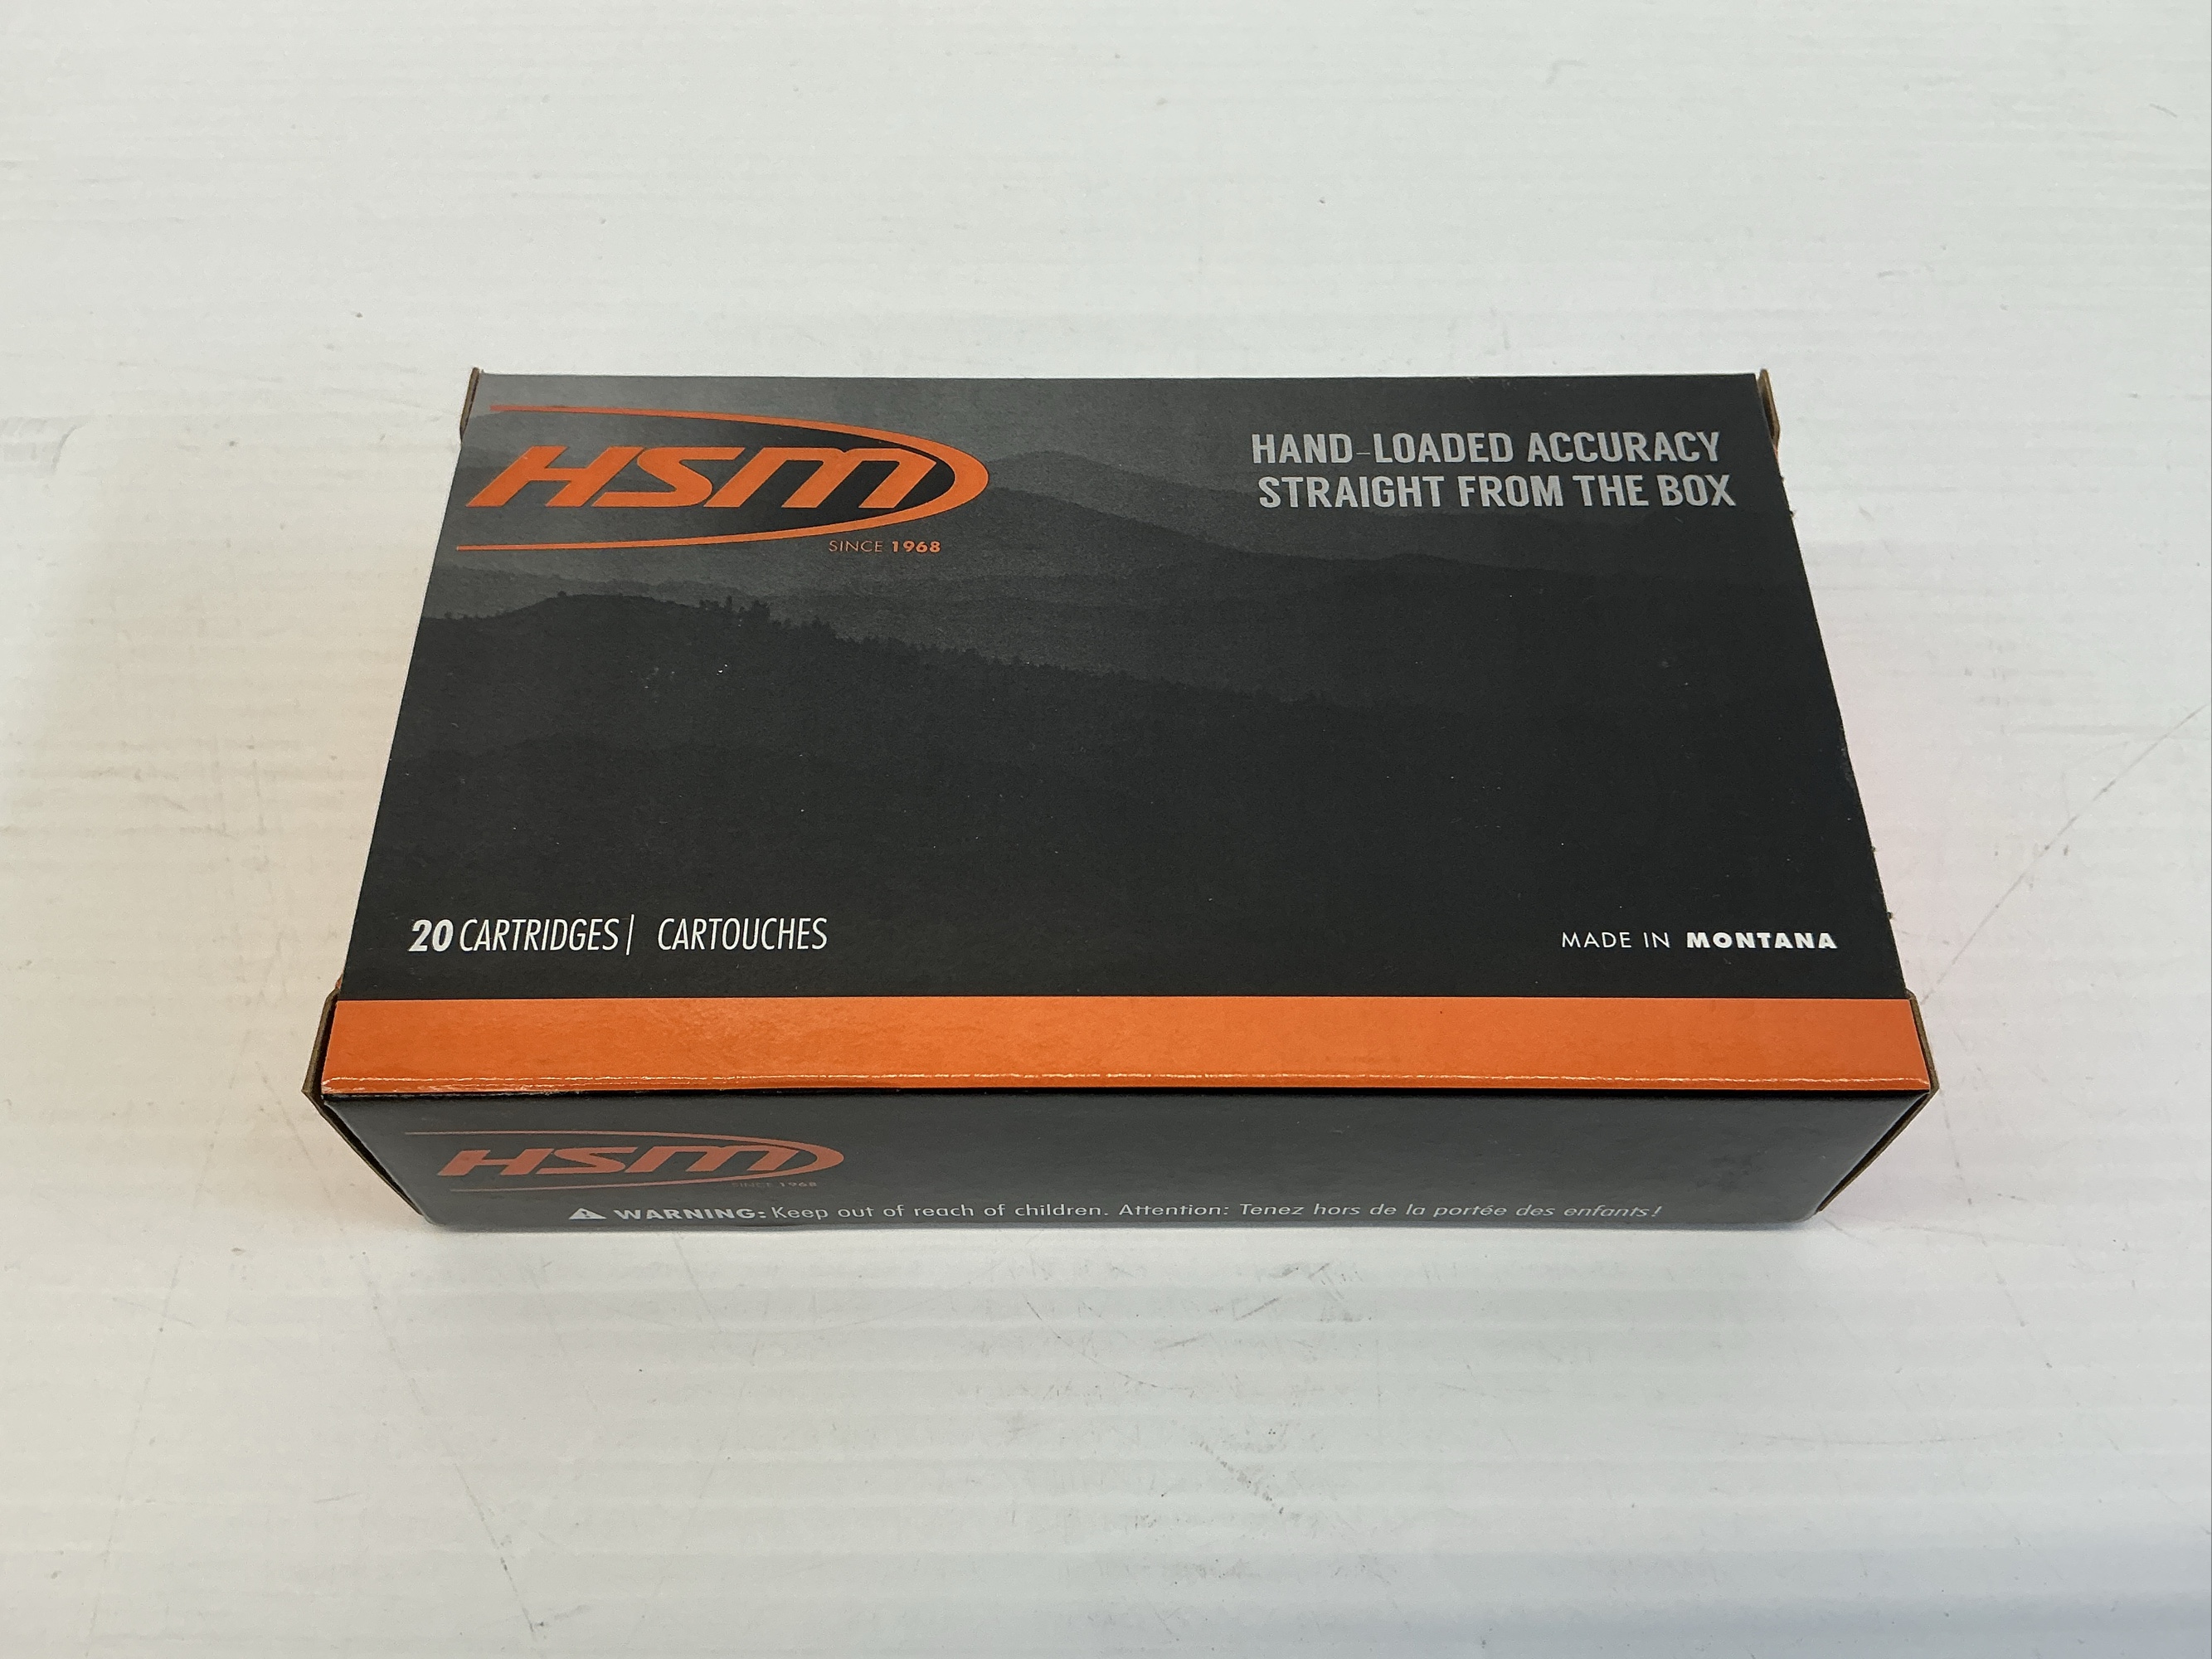 HSM
HAND-LOADED ACCURACY
STRAIGHT FROM THE BOX
SINCE 1968
20 CARTRIDGES | CARTOUCHES
MADE IN MONTANA
HSM
SINCE 1968
WARNING: Keep out of reach of children. Attention: Tenez hors de la portée des enfants!